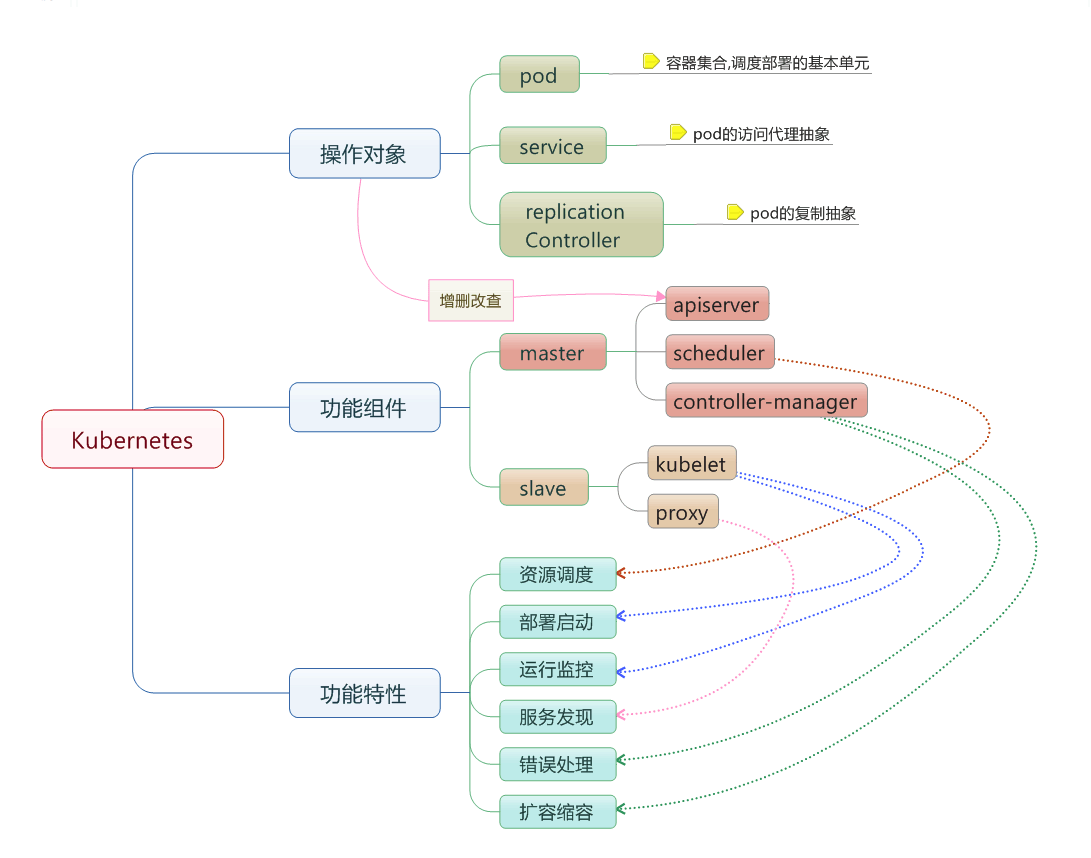 pod
容器集合,调度部署的基本单元
操作对象
service
pod的访问代理抽象
replication
Controller
pod的复制抽象
增删改查
apiserver
master
scheduler
controller-manager
功能组件
Kubernetes
kubelet
slave
proxy
资源调度
部署启动
运行监控
功能特性
服务发现
错误处理
扩容缩容